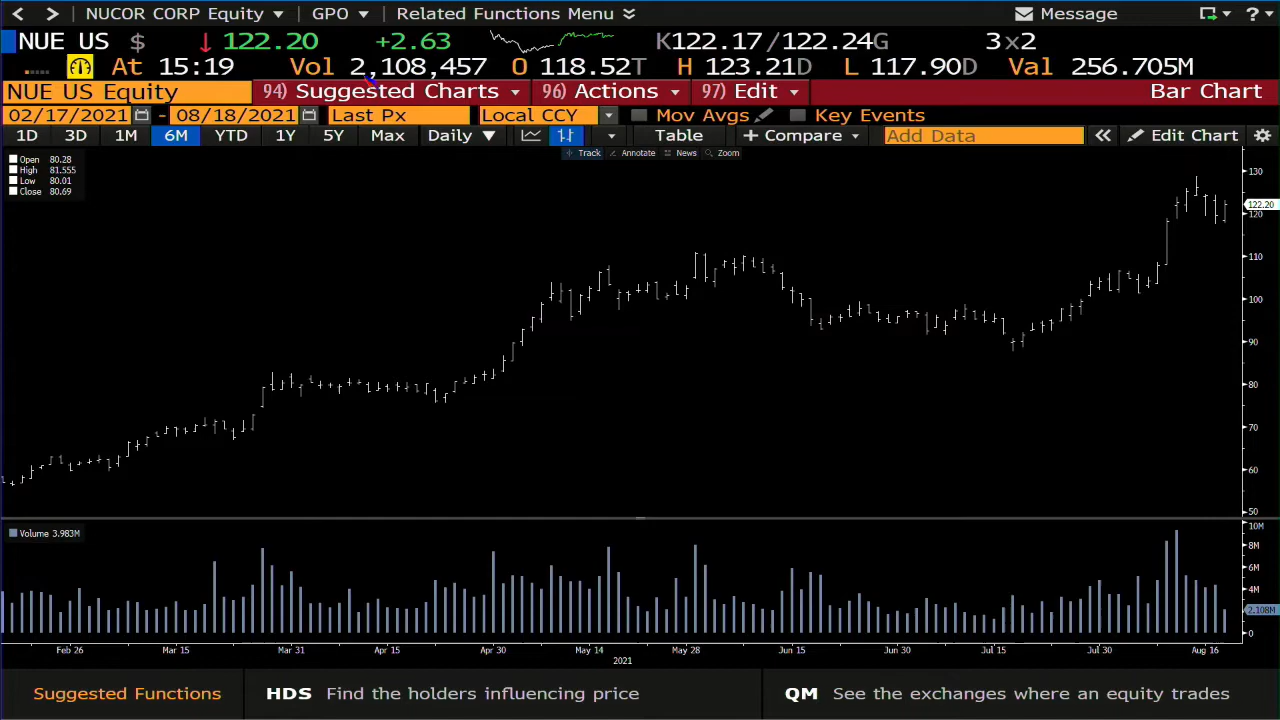 NUCOR CORP Equity GPO Related Functions Menu Message ?
NUE US $ ↓ 122.20 +2.63 K122.17/122.24G 3x2
At 15:19 Vol 2,108,457 O 118.52T H 123.21D L 117.90D Val 256.705M
NUE US Equity 94) Suggested Charts 96) Actions 97) Edit Bar Chart
02/17/2021 - 08/18/2021 Last Px Local CCY Mov Avgs Key Events
1D 3D 1M 6M YTD 1Y 5Y Max Daily ▼ Table + Compare Add Data « Edit Chart
Track Annotate News Zoom
Open 80.28
High 81.555
Low 80.01
Close 80.69
130
122.20
120
110
100
90
80
70
60
50
Volume 3.983M
10M
8M
6M
4M
2.108M
0
Feb 26 Mar 15 Mar 31 Apr 15 Apr 30 May 14 May 28 Jun 15 Jun 30 Jul 15 Jul 30 Aug 16
2021
Suggested Functions HDS Find the holders influencing price QM See the exchanges where an equity trades